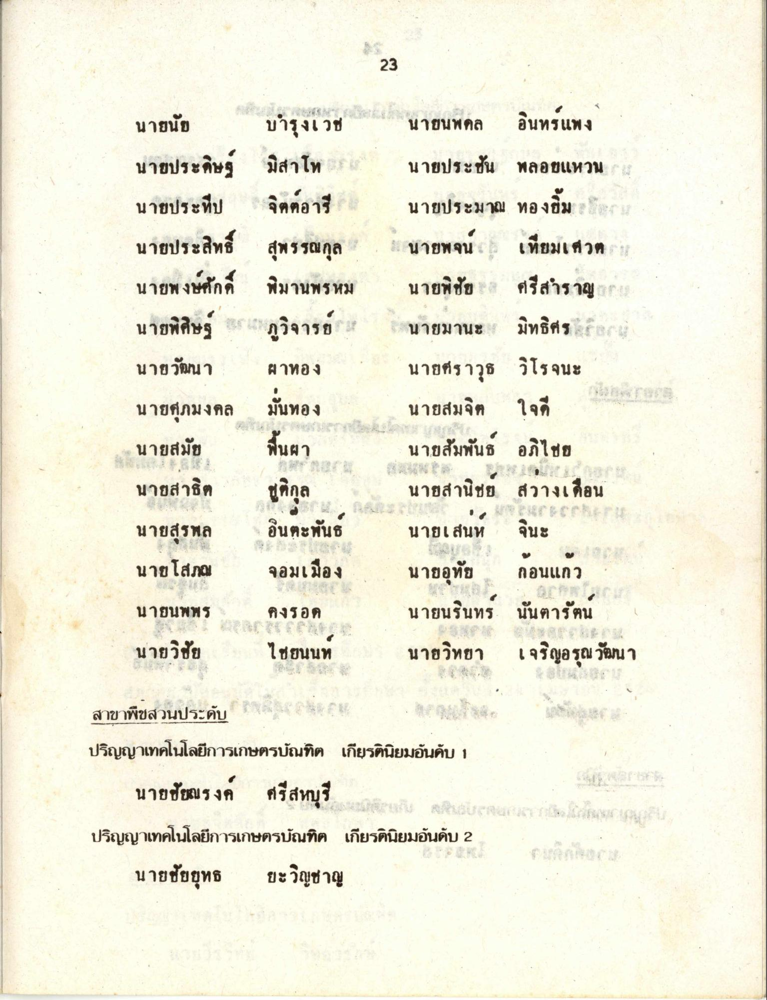 23
นายนัย บำรุงเวช นายนพดล อินทร์แพง
นายประดิษฐ์ มิสาโท นายประชัน พลอยแหวน
นายประทีป จิตต์อารี นายประมาณ ทองยิ้ม
นายประสิทธิ์ สุพรรณกุล นายพจน์ เทียมเศวต
นายพงษ์ศักดิ์ พิมานพรหม นายพิชัย ศรีสำราญ
นายพิศิษฐ์ ภูวิจารย์ นายมานะ มิทธิศร
นายวัฒนา ผาทอง นายศราวุธ วิโรจนะ
นายศุภมงคล มั่นทอง นายสมจิต ใจดี
นายสมัย พื้นผา นายสัมพันธ์ อภิไชย
นายสาธิต ชูติกุล นายสานิชย์ สว่างเดือน
นายสุรพล อินต๊ะพันธ์ นายเสน่ห์ จินะ
นายโสภณ จอมเมือง นายอุทัย ก้อนแก้ว
นายนพพร คงรอด นายนรินทร์ นันตารัตน์
นายวิชัย ไชยนนท์ นายวิทยา เจริญอรุณวัฒนา
สาขาพืชสวนประดับ
ปริญญาเทคโนโลยีการเกษตรบัณฑิต เกียรตินิยมอันดับ 1
นายชัยณรงค์ ศรีสหบุรี
ปริญญาเทคโนโลยีการเกษตรบัณฑิต เกียรตินิยมอันดับ 2
นายชัยยุทธ ยะวิญชาญ